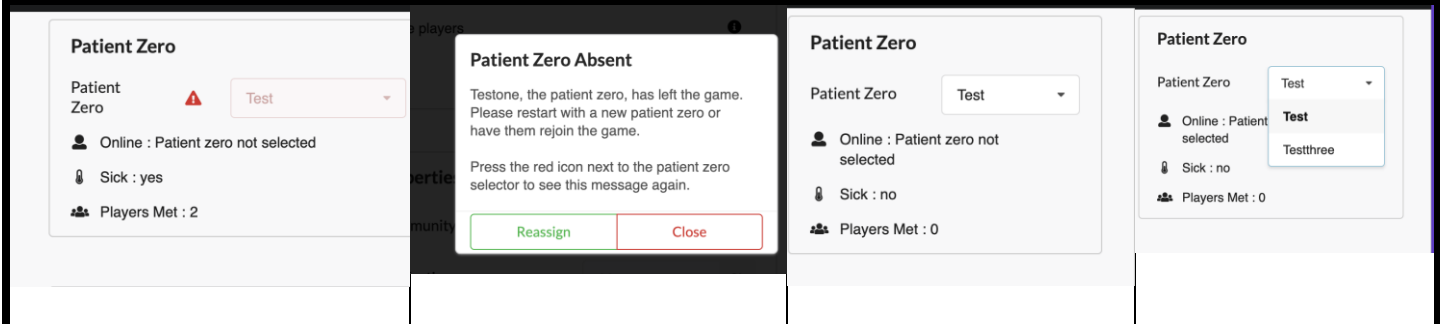 Patient Zero
Patient
Zero
Test
Online : Patient zero not selected
Sick : yes
Players Met : 2
players
Patient Zero Absent
Testone, the patient zero, has left the game.
Please restart with a new patient zero or
have them rejoin the game.
Press the red icon next to the patient zero
selector to see this message again.
Reassign
Close
Patient Zero
Patient Zero
Test
Online : Patient zero not
selected
Sick : no
Players Met : 0
Patient Zero
Patient Zero
Test
Online : Patient
selected
Test
Testthree
Sick : no
Players Met : 0